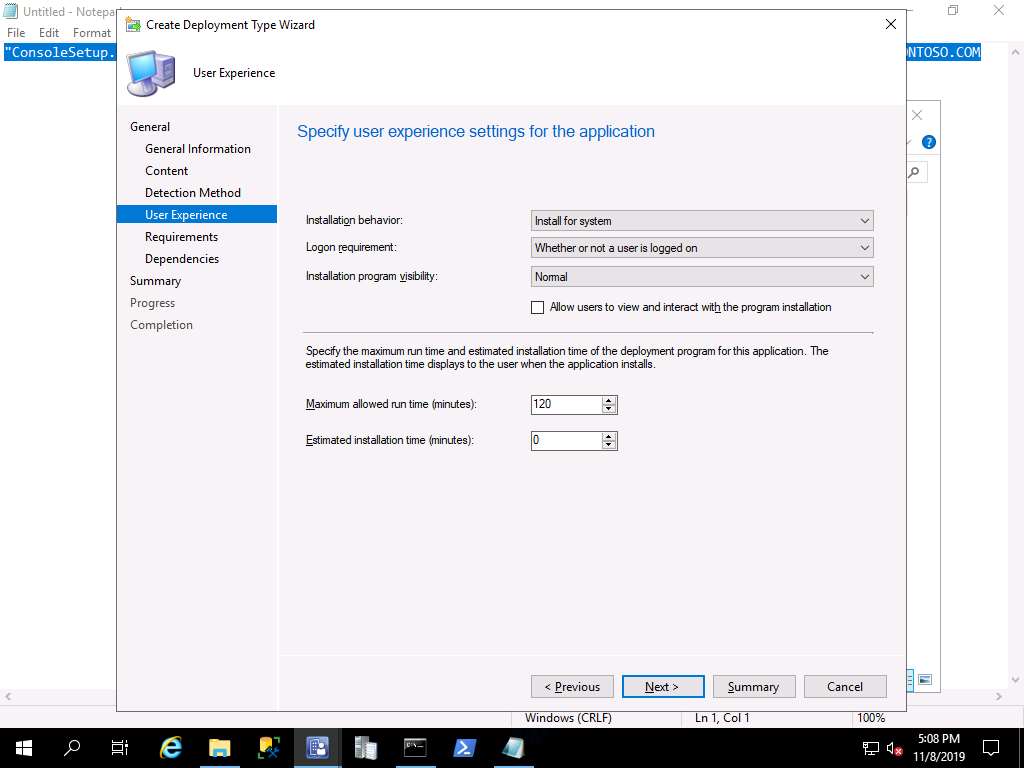 Untitled - Notepa
File Edit Format
"ConsoleSetup.
NTOSO.COM
Create Deployment Type Wizard
User Experience
General
General Information
Content
Detection Method
User Experience
Requirements
Dependencies
Summary
Progress
Completion
Specify user experience settings for the application
Installation behavior: Install for system
Logon requirement: Whether or not a user is logged on
Installation program visibility: Normal
Allow users to view and interact with the program installation
Specify the maximum run time and estimated installation time of the deployment program for this application. The
estimated installation time displays to the user when the application installs.
Maximum allowed run time (minutes): 120
Estimated installation time (minutes): 0
< Previous Next > Summary Cancel
Windows (CRLF) Ln 1, Col 1 100%
5:08 PM
11/8/2019